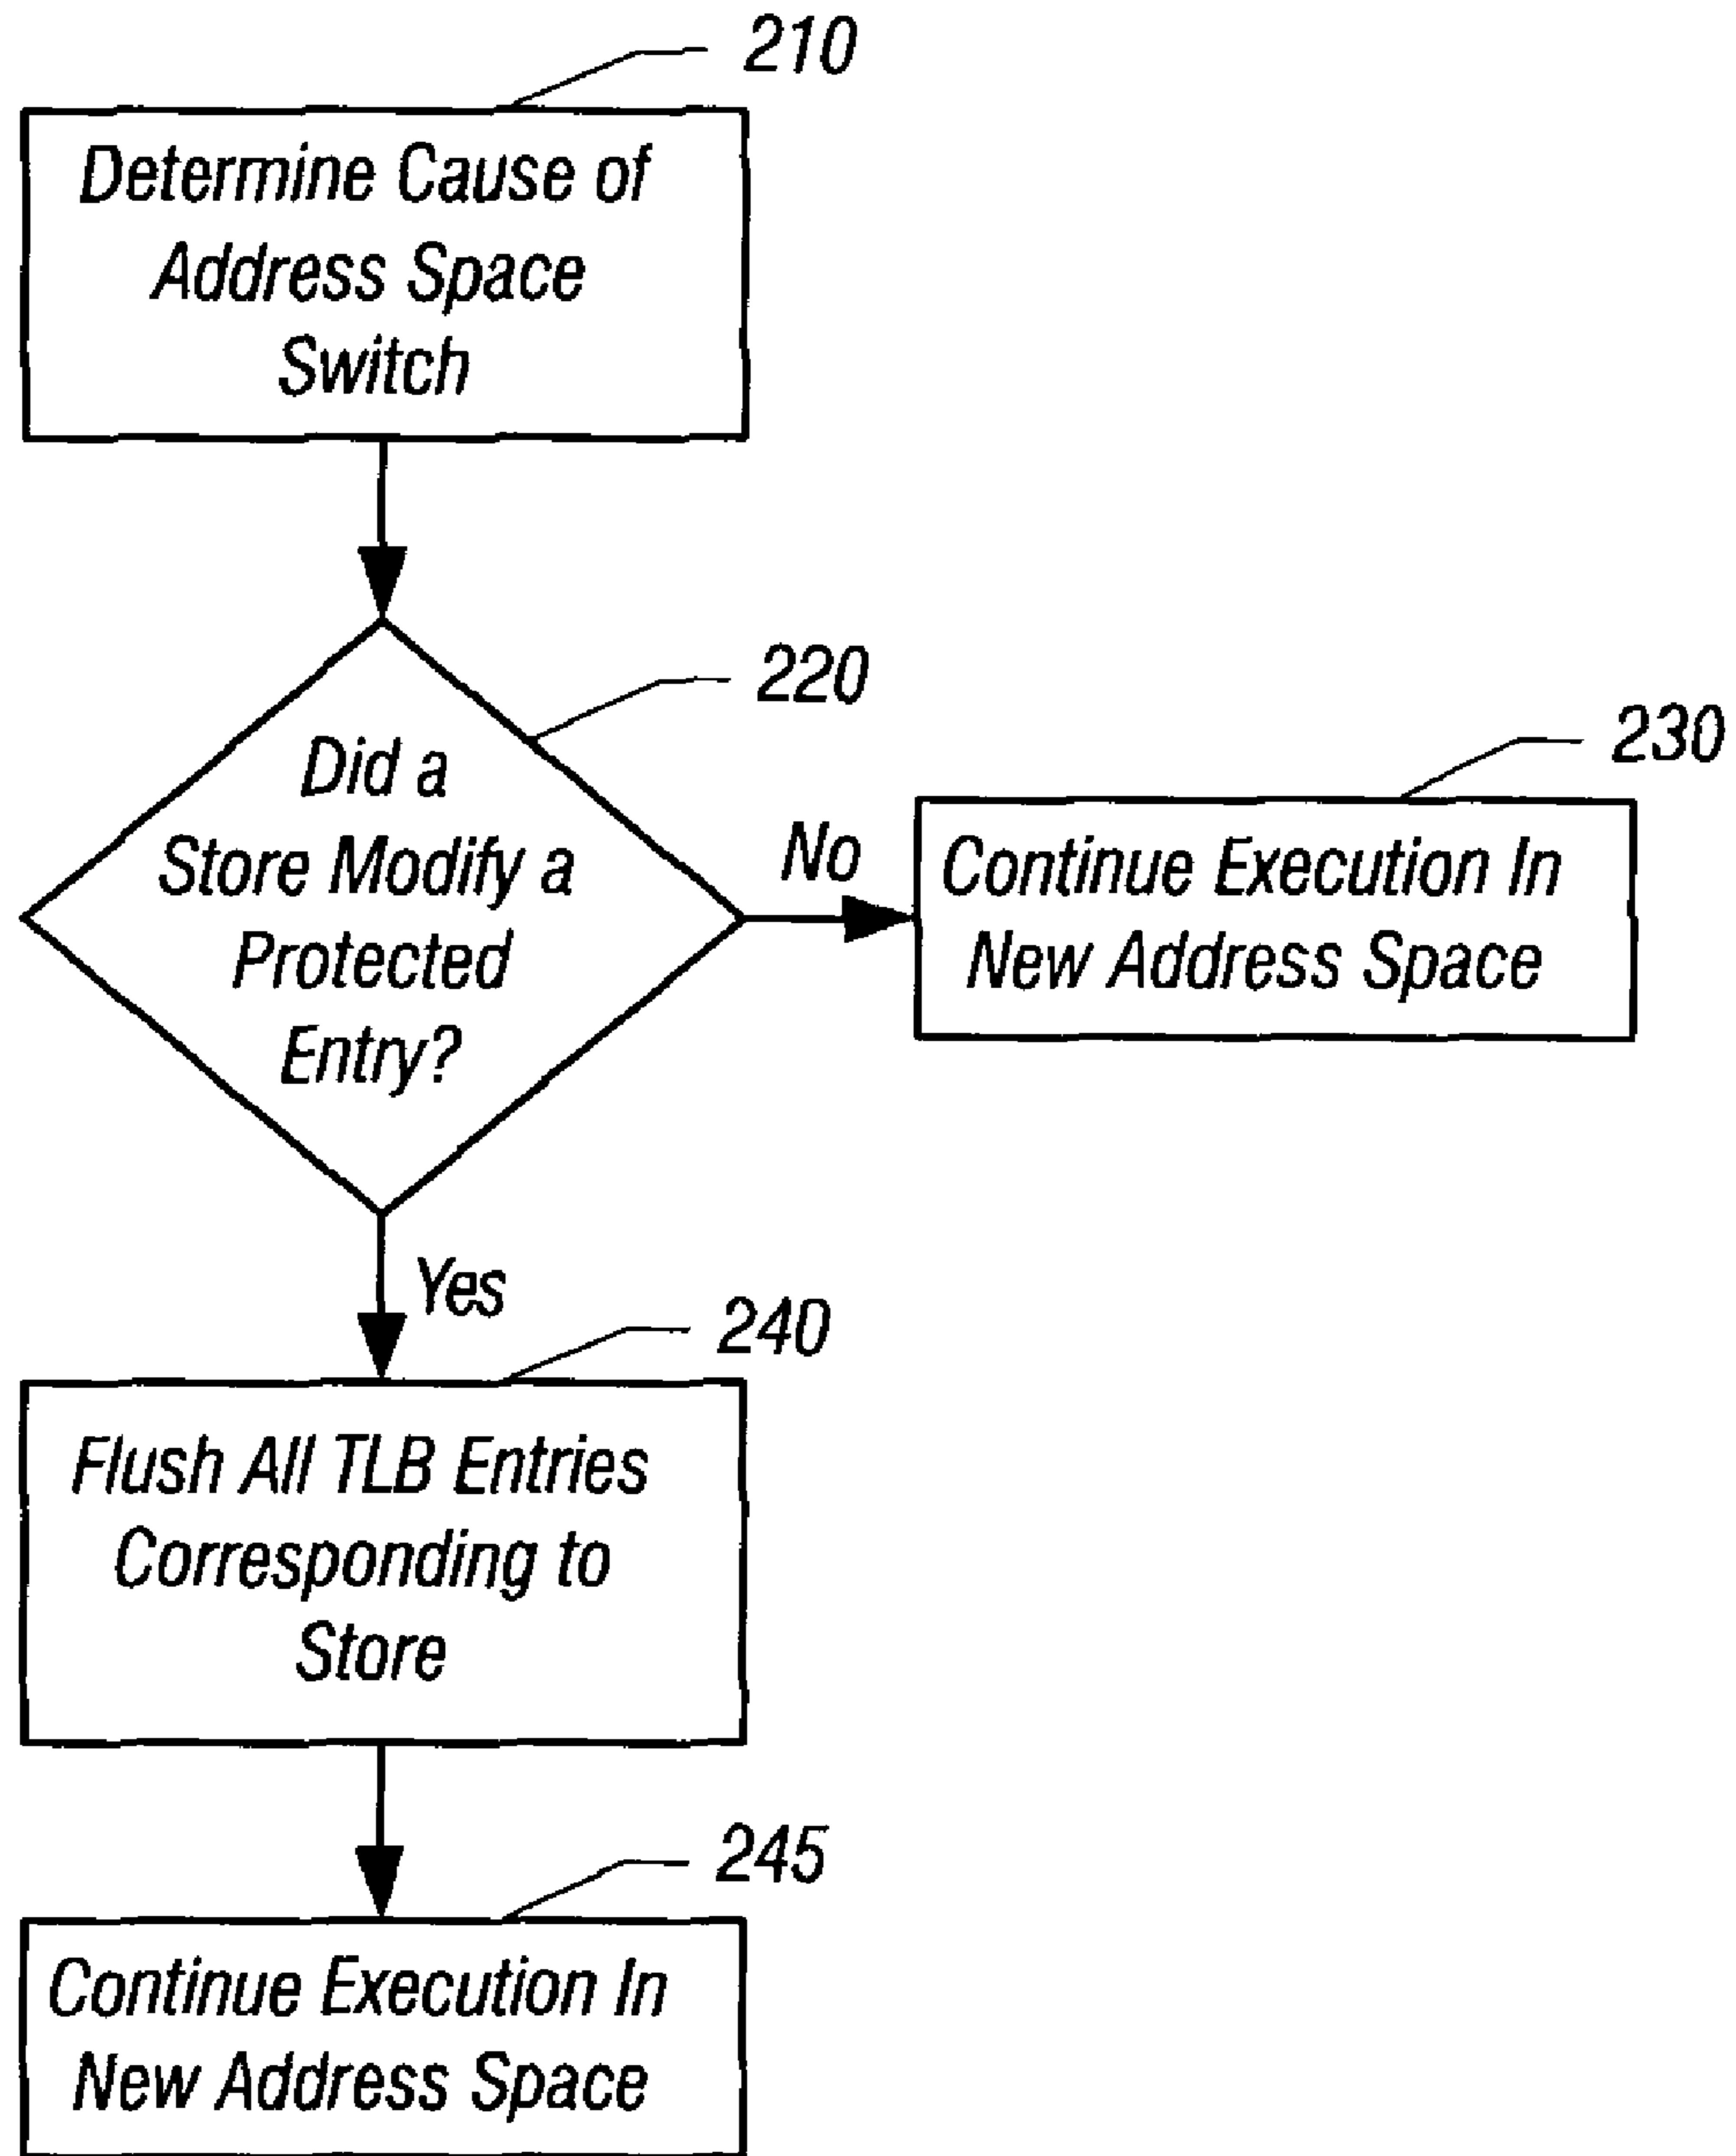 210
Determine Cause of
Address Space
Switch
220
Did a
Store Modify a
Protected
Entry?
No
230
Continue Execution In
New Address Space
Yes
240
Flush All TLB Entries
Corresponding to
Store
245
Continue Execution In
New Address Space